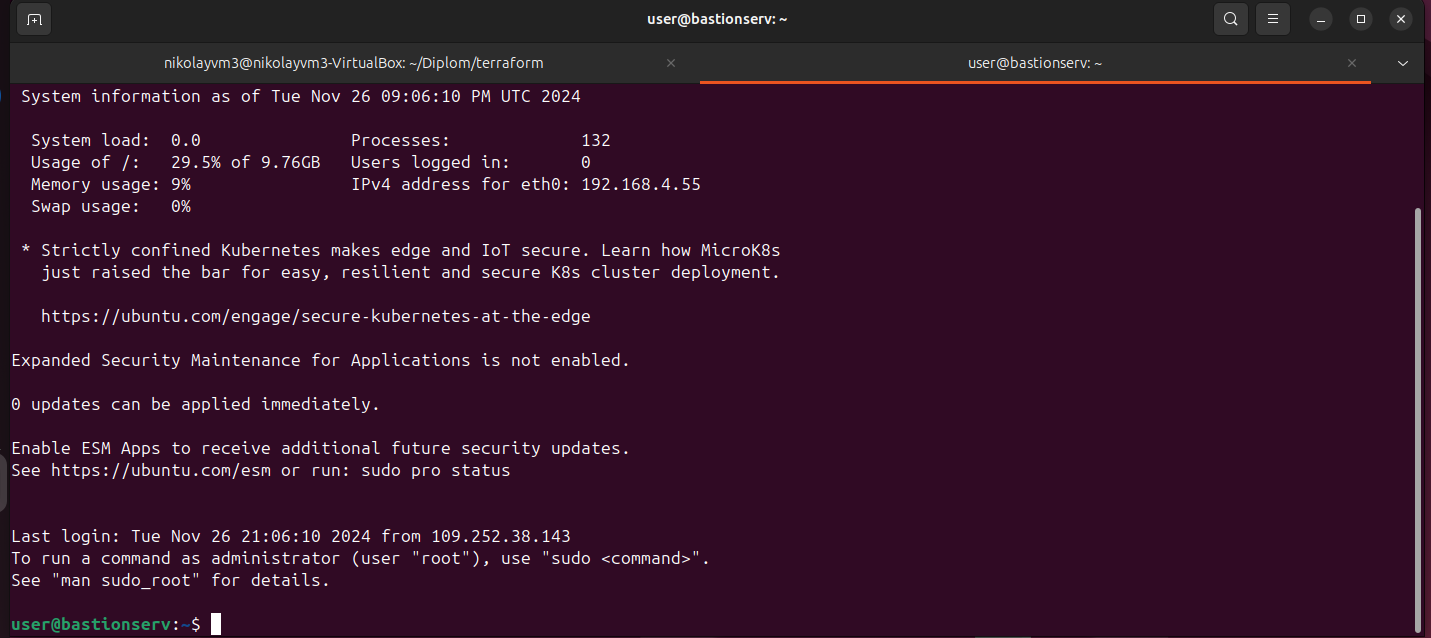 user@bastionserv: ~
nikolayvm3@nikolayvm3-VirtualBox: ~/Diplom/terraform
user@bastionserv: ~
System information as of Tue Nov 26 09:06:10 PM UTC 2024
System load:  0.0               Processes:             132
Usage of /:   29.5% of 9.76GB   Users logged in:       0
Memory usage: 9%                IPv4 address for eth0: 192.168.4.55
Swap usage:   0%
* Strictly confined Kubernetes makes edge and IoT secure. Learn how MicroK8s
just raised the bar for easy, resilient and secure K8s cluster deployment.
https://ubuntu.com/engage/secure-kubernetes-at-the-edge
Expanded Security Maintenance for Applications is not enabled.
0 updates can be applied immediately.
Enable ESM Apps to receive additional future security updates.
See https://ubuntu.com/esm or run: sudo pro status
Last login: Tue Nov 26 21:06:10 2024 from 109.252.38.143
To run a command as administrator (user "root"), use "sudo <command>".
See "man sudo_root" for details.
user@bastionserv:~$